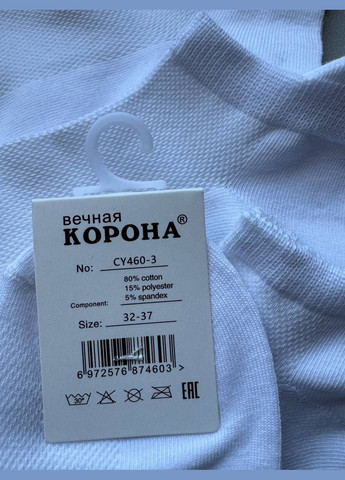 вечная
КОРОНА®
No: CY460-3
80% cotton
15% polyester
Component: 5% spandex
Size: 32-37
6 972576 874603 >
30° EAC